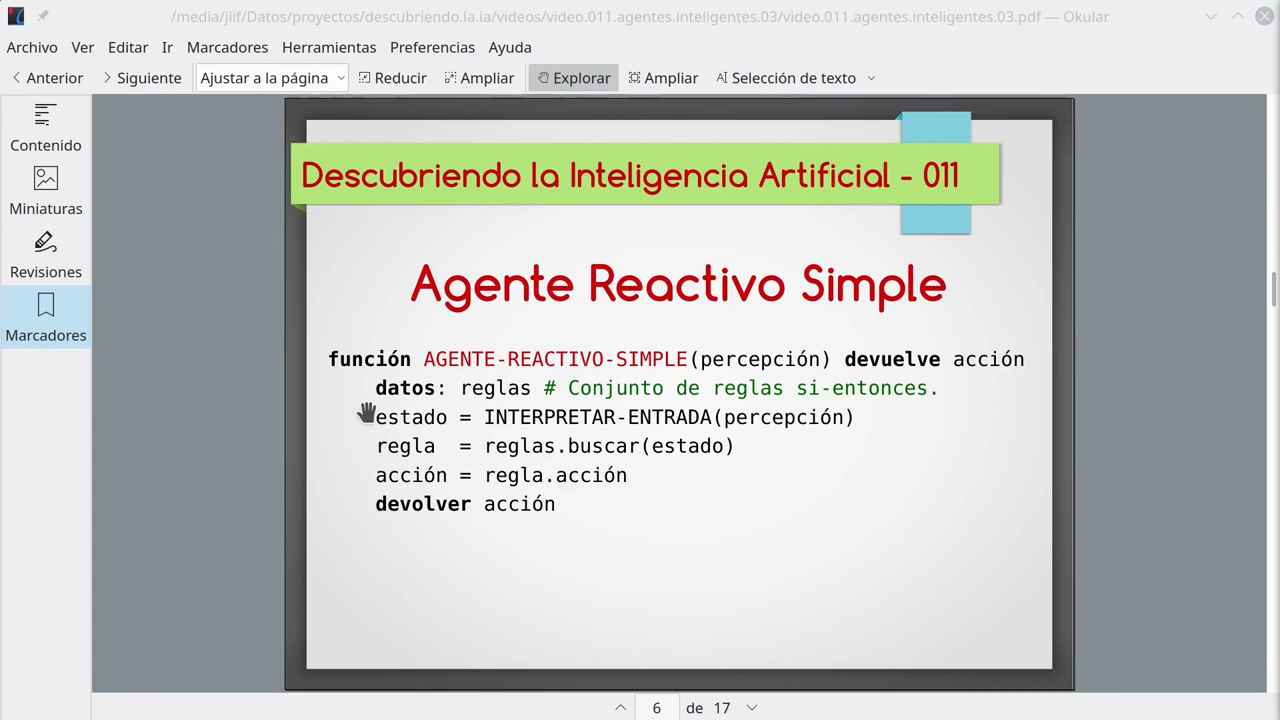 /media/jlif/Datos/proyectos/descubriendo.la.ia/videos/video.011.agentes.inteligentes.03/video.011.agentes.inteligentes.03.pdf — Okular
Archivo Ver Editar Ir Marcadores Herramientas Preferencias Ayuda
Anterior Siguiente Ajustar a la página Reducir Ampliar Explorar Ampliar Selección de texto
Contenido
Miniaturas
Revisiones
Marcadores
Descubriendo la Inteligencia Artificial - 011
Agente Reactivo Simple
función AGENTE-REACTIVO-SIMPLE(percepción) devuelve acción
datos: reglas # Conjunto de reglas si-entonces.
estado = INTERPRETAR-ENTRADA(percepción)
regla  = reglas.buscar(estado)
acción = regla.acción
devolver acción
6 de 17